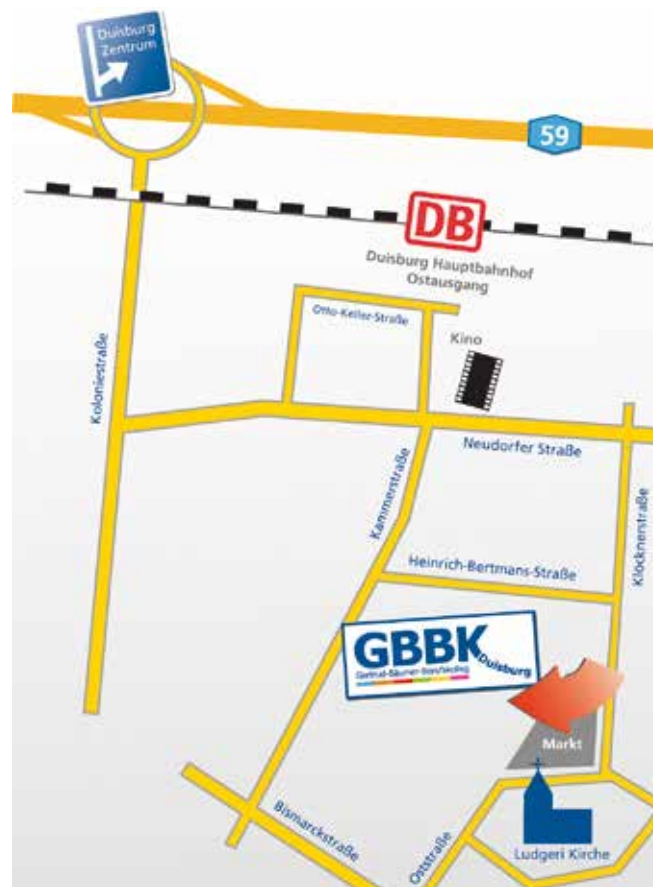 Duisburg
Zentrum
59
DB
Duisburg Hauptbahnhof
Ostausgang
Otto-Keller-Straße
Kino
Koloniestraße
Neudorfer Straße
Kammerstraße
Klöcknerstraße
Heinrich-Bertmans-Straße
GBBK
Duisburg
Gertrud-Bäumer-Berufskolleg
Markt
Bismarckstraße
Oststraße
Ludgeri Kirche